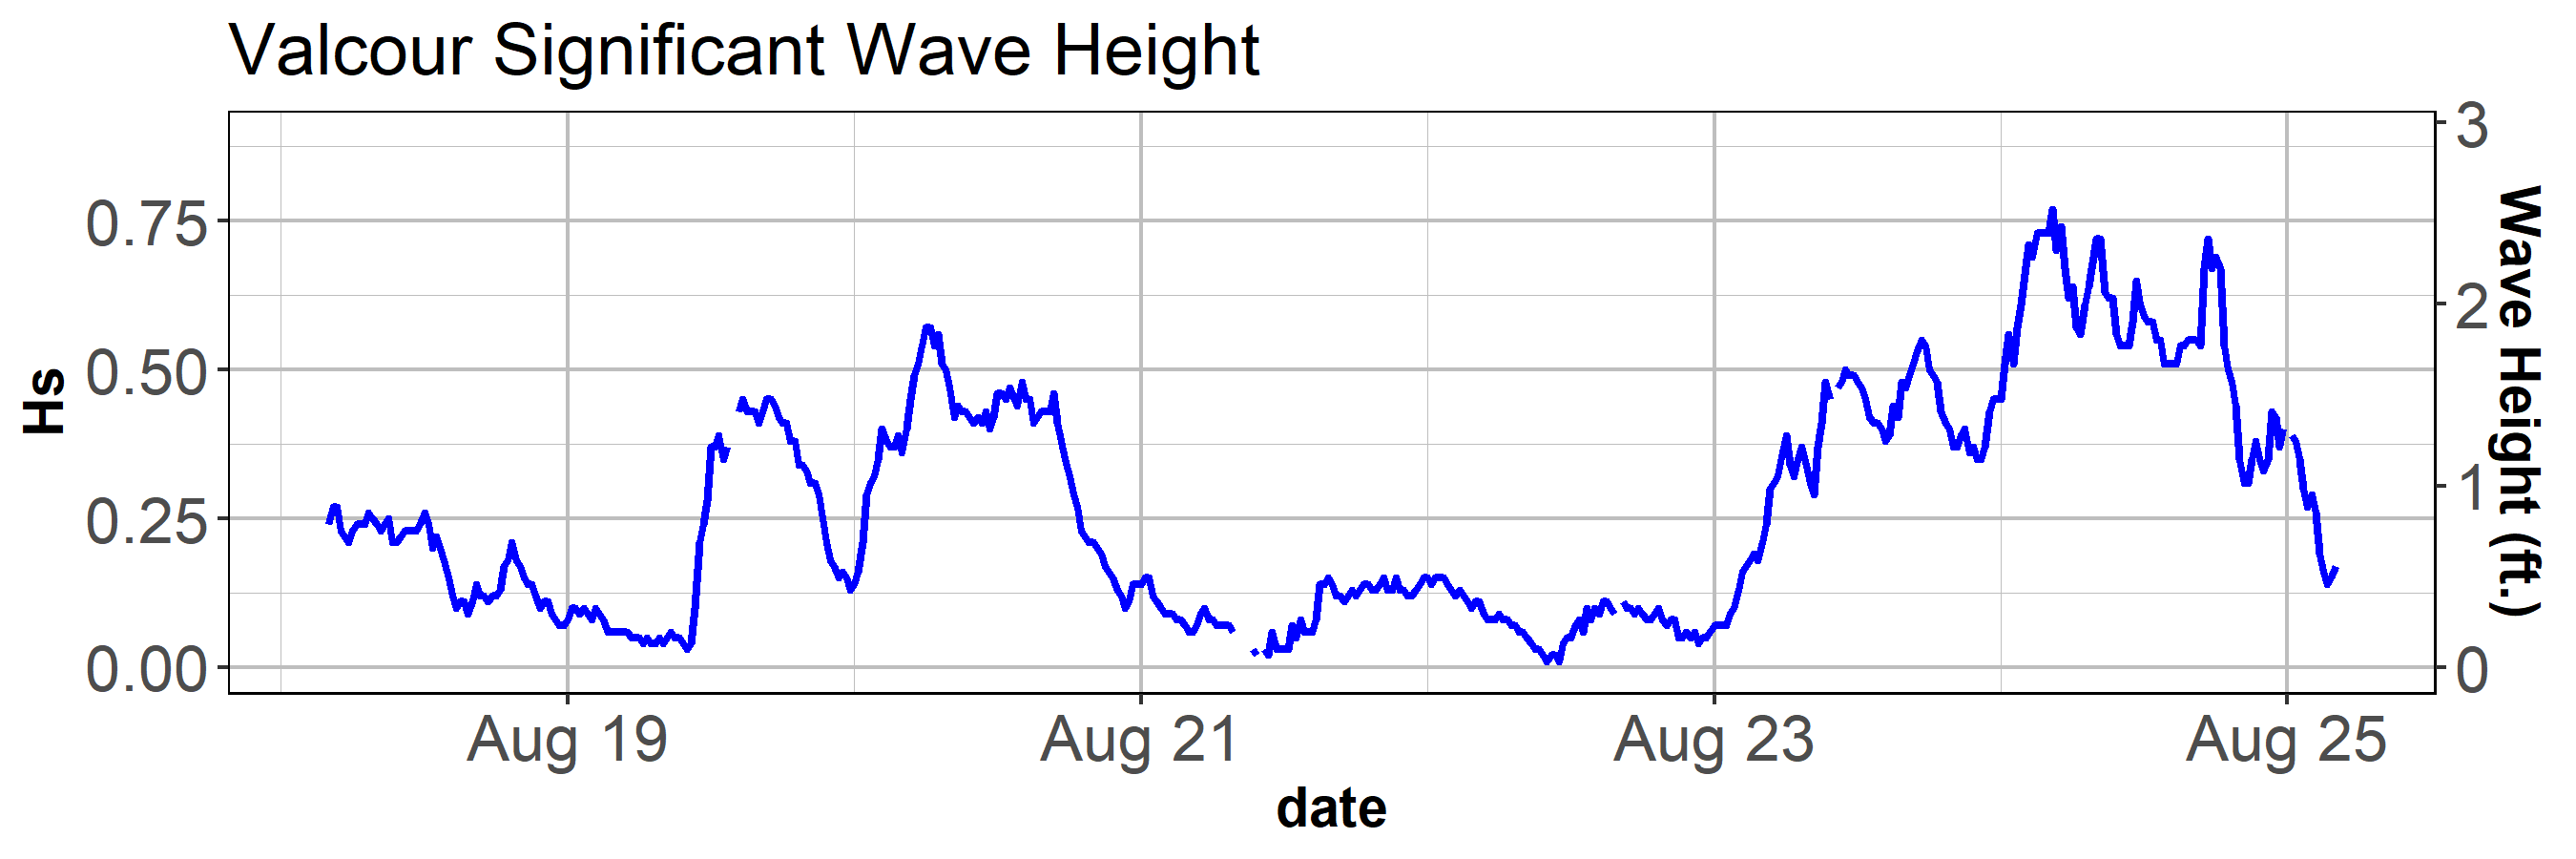 Valcour Significant Wave Height
3
0.75
2
0.50
1
0.25
0.00
0
Hs
Wave Height (ft.)
Aug 19
Aug 21
Aug 23
Aug 25
date